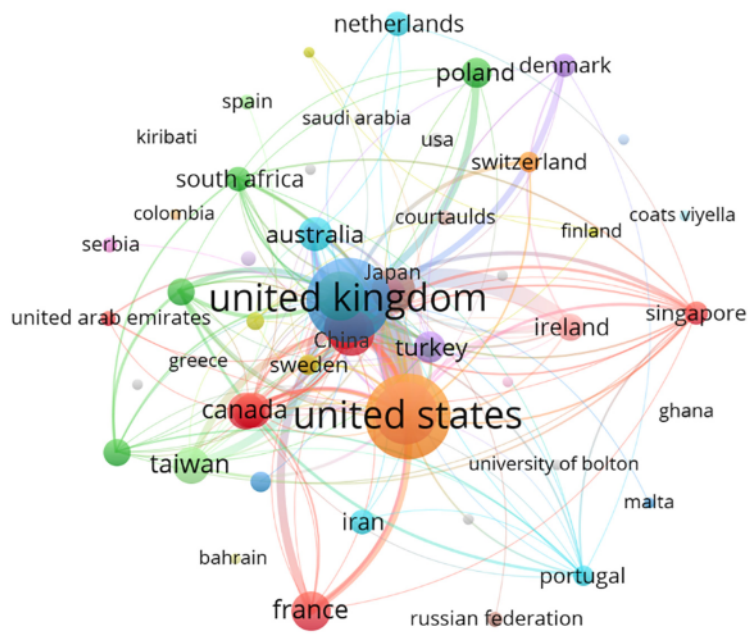 netherlands
poland
denmark
spain
saudi arabia
kiribati
usa
switzerland
south africa
colombia
courtaulds
coats viyella
serbia
australia
finland
Japan
united kingdom
united arab emirates
singapore
ireland
China
turkey
greece
sweden
canada
united states
ghana
taiwan
university of bolton
malta
iran
bahrain
portugal
france
russian federation